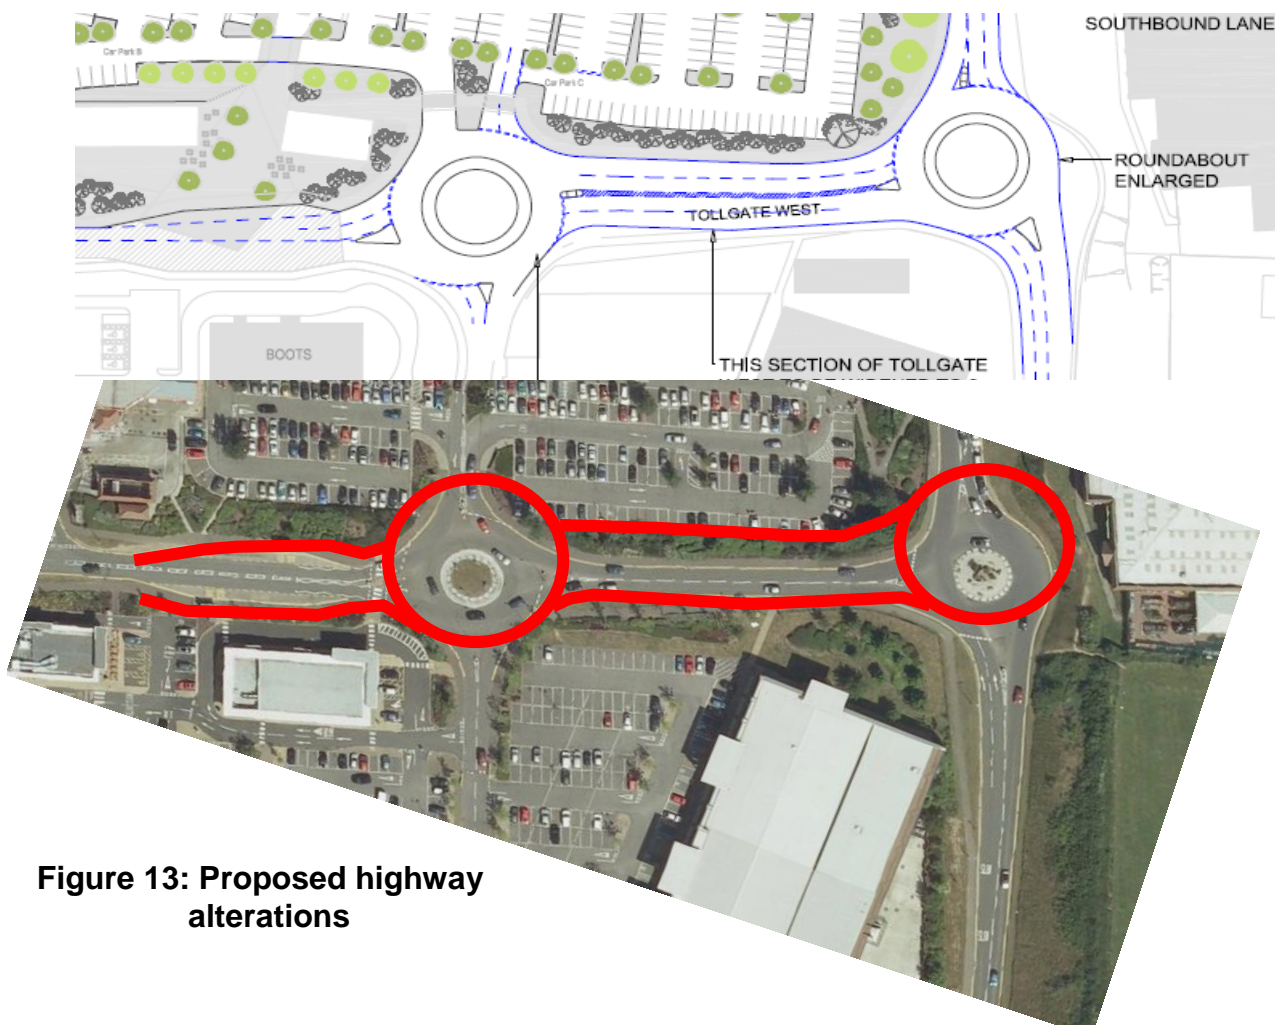 SOUTHBOUND LANE
Car Park B
Car Park C
ROUNDABOUT
ENLARGED
TOLLGATE WEST
BOOTS
THIS SECTION OF TOLLGATE
Figure 13: Proposed highway
alterations